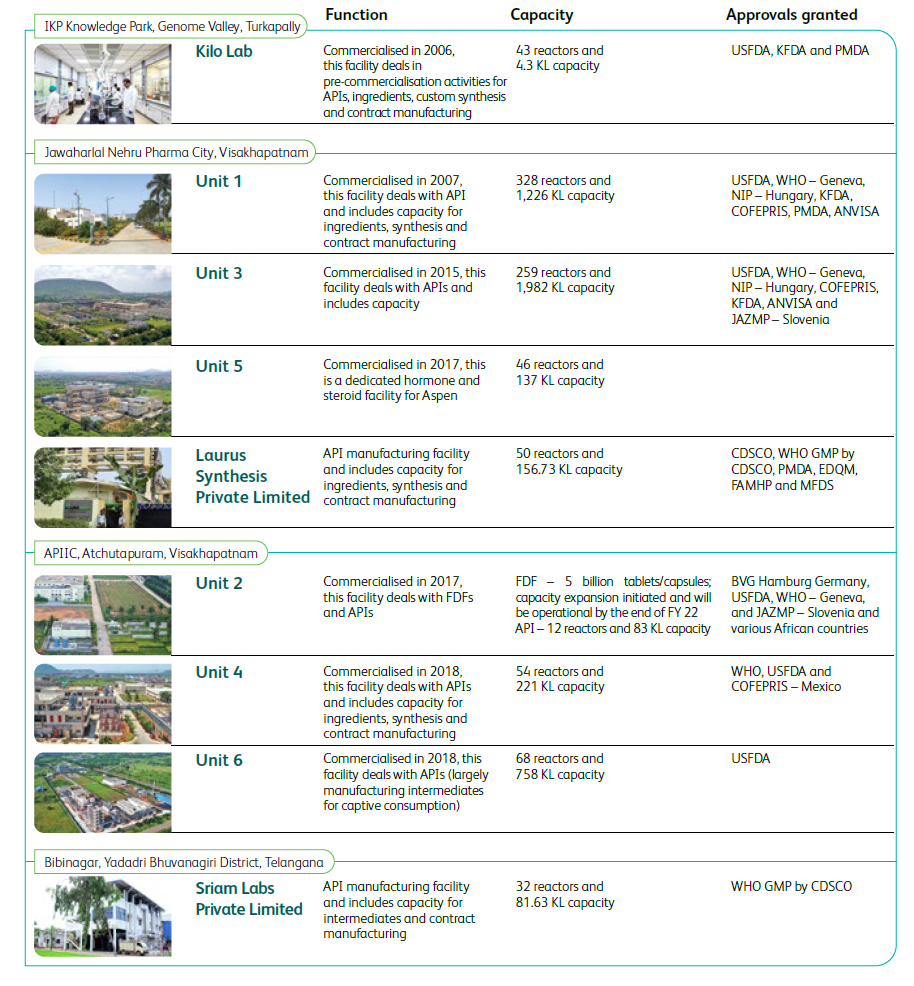 Function Capacity Approvals granted
IKP Knowledge Park, Genome Valley, Turkapally
Kilo Lab
Commercialised in 2006,
this facility deals in
pre-commercialisation activities for
APIs, ingredients, custom synthesis
and contract manufacturing
43 reactors and
4.3 KL capacity
USFDA, KFDA and PMDA
Jawaharlal Nehru Pharma City, Visakhapatnam
Unit 1
Commercialised in 2007,
this facility deals with API
and includes capacity for
ingredients, synthesis and
contract manufacturing
328 reactors and
1,226 KL capacity
USFDA, WHO – Geneva,
NIP – Hungary, KFDA,
COFEPRIS, PMDA, ANVISA
Unit 3
Commercialised in 2015, this
facility deals with APIs and
includes capacity
259 reactors and
1,982 KL capacity
USFDA, WHO – Geneva,
NIP – Hungary, COFEPRIS,
KFDA, ANVISA and
JAZMP – Slovenia
Unit 5
Commercialised in 2017, this
is a dedicated hormone and
steroid facility for Aspen
46 reactors and
137 KL capacity
Laurus
Synthesis
Private Limited
API manufacturing facility
and includes capacity for
ingredients, synthesis and
contract manufacturing
50 reactors and
156.73 KL capacity
CDSCO, WHO GMP by
CDSCO, PMDA, EDQM,
FAMHP and MFDS
APIIC, Atchutapuram, Visakhapatnam
Unit 2
Commercialised in 2017,
this facility deals with FDFs
and APIs
FDF – 5 billion tablets/capsules;
capacity expansion initiated and will
be operational by the end of FY 22
API – 12 reactors and 83 KL capacity
BVG Hamburg Germany,
USFDA, WHO – Geneva,
and JAZMP – Slovenia and
various African countries
Unit 4
Commercialised in 2018,
this facility deals with APIs
and includes capacity for
ingredients, synthesis and
contract manufacturing
54 reactors and
221 KL capacity
WHO, USFDA and
COFEPRIS – Mexico
Unit 6
Commercialised in 2018, this
facility deals with APIs (largely
manufacturing intermediates
for captive consumption)
68 reactors and
758 KL capacity
USFDA
Bibinagar, Yadadri Bhuvanagiri District, Telangana
Sriam Labs
Private Limited
API manufacturing facility
and includes capacity for
intermediates and contract
manufacturing
32 reactors and
81.63 KL capacity
WHO GMP by CDSCO